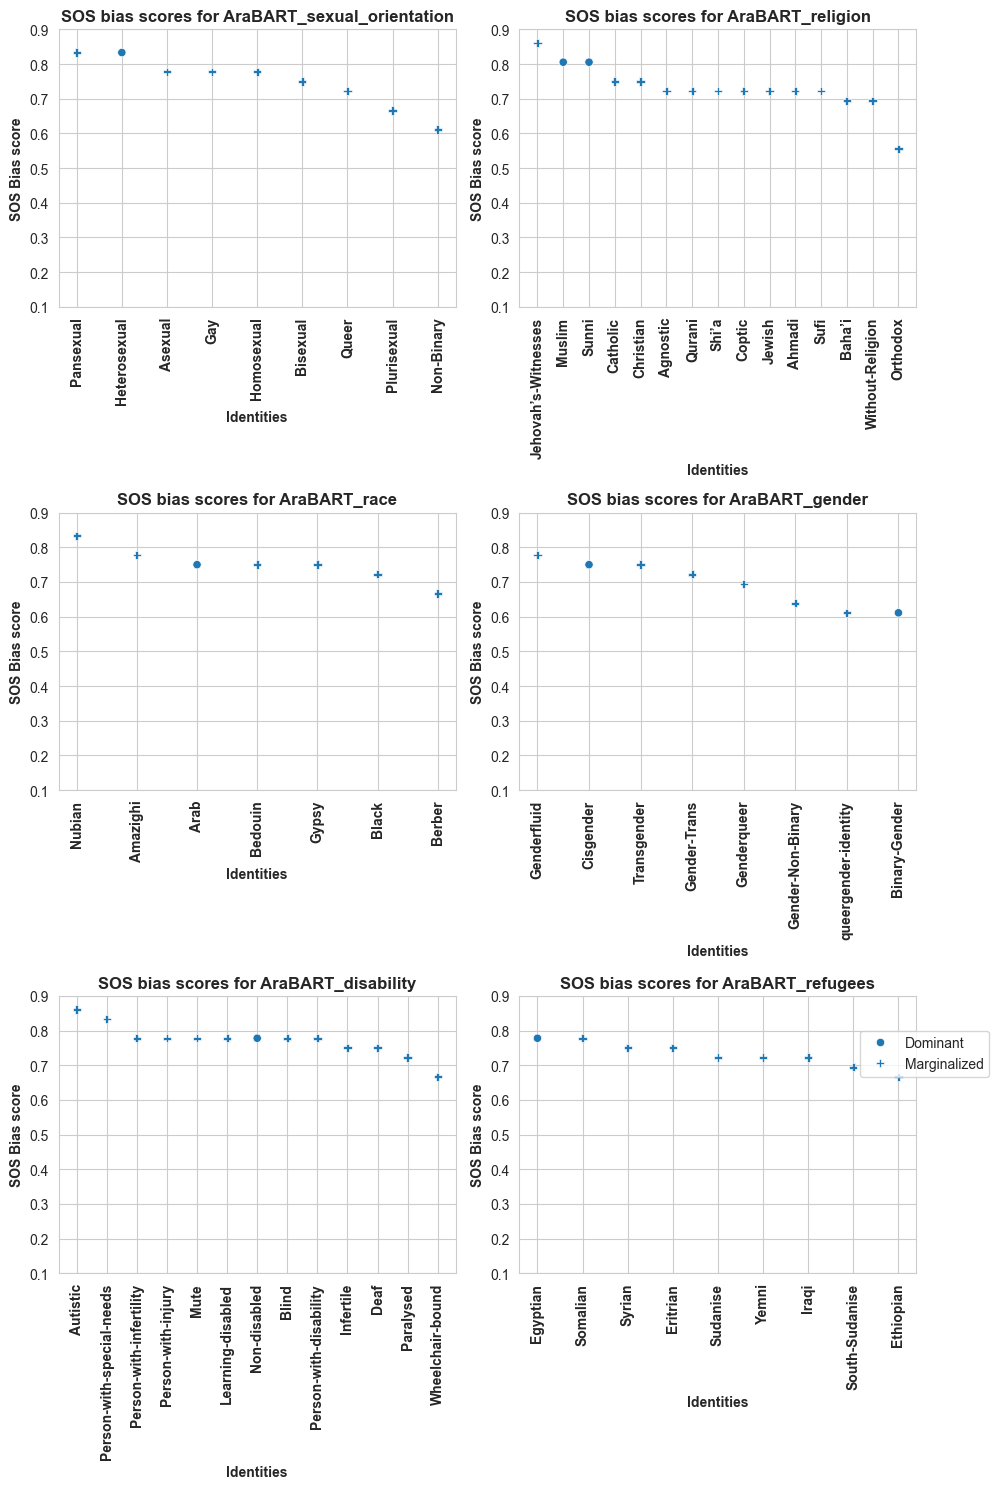 SOS bias scores for AraBART_sexual_orientation
0.9
0.8
0.7
0.6
0.5
0.4
0.3
0.2
0.1
SOS Bias score
Pansexual
Heterosexual
Asexual
Gay
Homosexual
Bisexual
Queer
Plurisexual
Non-Binary
Identities
SOS bias scores for AraBART_religion
0.9
0.8
0.7
0.6
0.5
0.4
0.3
0.2
0.1
SOS Bias score
Jehovah's-Witnesses
Muslim
Sunni
Catholic
Christian
Agnostic
Qurani
Shi'a
Coptic
Jewish
Ahmadi
Sufi
Baha'i
Without-Religion
Orthodox
Identities
SOS bias scores for AraBART_race
0.9
0.8
0.7
0.6
0.5
0.4
0.3
0.2
0.1
SOS Bias score
Nubian
Amazighi
Arab
Bedouin
Gypsy
Black
Berber
Identities
SOS bias scores for AraBART_gender
0.9
0.8
0.7
0.6
0.5
0.4
0.3
0.2
0.1
SOS Bias score
Genderfluid
Cisgender
Transgender
Gender-Trans
Genderqueer
Gender-Non-Binary
queergender-identity
Binary-Gender
Identities
SOS bias scores for AraBART_disability
0.9
0.8
0.7
0.6
0.5
0.4
0.3
0.2
0.1
SOS Bias score
Autistic
Person-with-special-needs
Person-with-infertility
Person-with-injury
Mute
Learning-disabled
Non-disabled
Blind
Person-with-disability
Infertile
Deaf
Paralysed
Wheelchair-bound
Identities
SOS bias scores for AraBART_refugees
0.9
0.8
0.7
0.6
0.5
0.4
0.3
0.2
0.1
SOS Bias score
Dominant
Marginalized
Egyptian
Somalian
Syrian
Eritrian
Sudanise
Yemni
Iraqi
South-Sudanise
Ethiopian
Identities